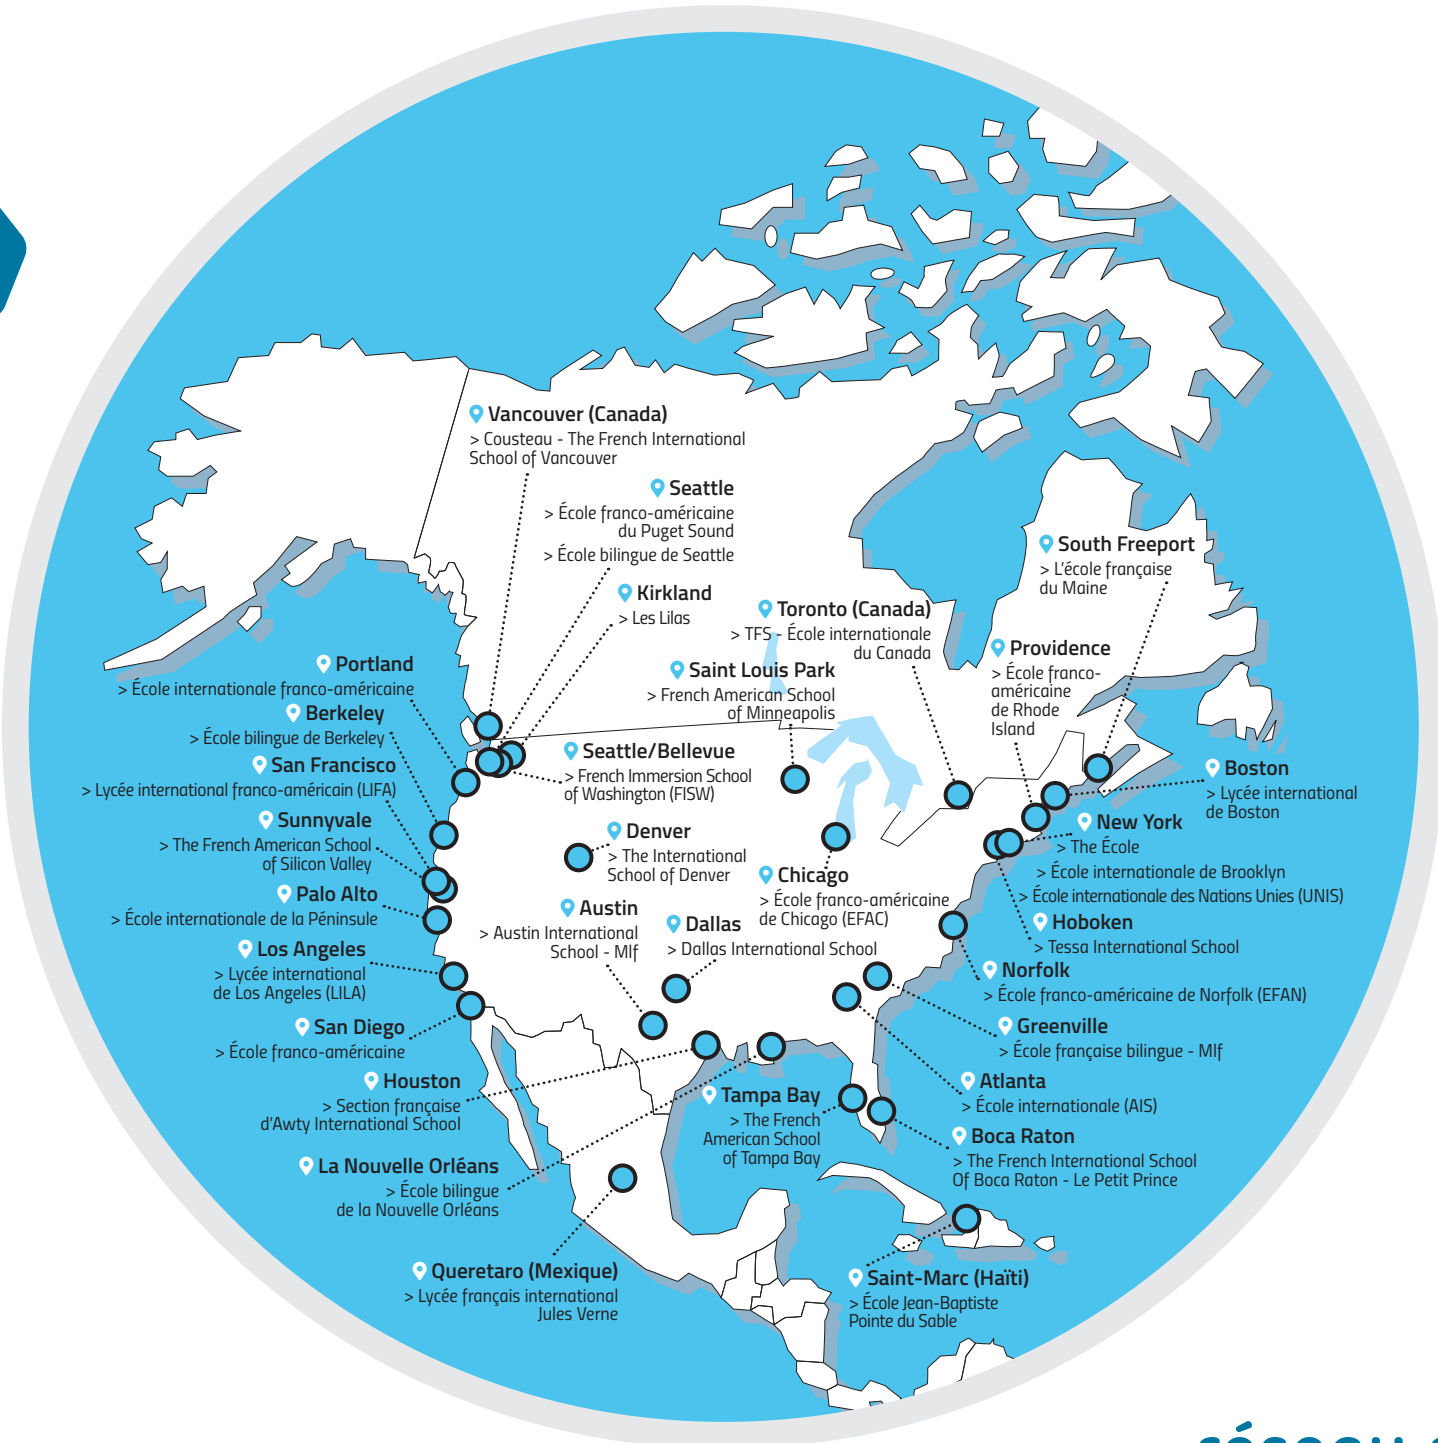 Vancouver (Canada)
> Cousteau - The French International
School of Vancouver
Seattle
> École franco-américaine
du Puget Sound
> École bilingue de Seattle
Kirkland
> Les Lilas
South Freeport
> L'école française
du Maine
Toronto (Canada)
> TFS - École internationale
du Canada
Providence
> École franco-
américaine
de Rhode
Island
Saint Louis Park
> French American School
of Minneapolis
Portland
> École internationale franco-américaine
Berkeley
> École bilingue de Berkeley
San Francisco
> Lycée international franco-américain (LIFA)
Sunnyvale
> The French American School
of Silicon Valley
Palo Alto
> École internationale de la Péninsule
Los Angeles
> Lycée international
de Los Angeles (LILA)
San Diego
> École franco-américaine
Seattle/Bellevue
> French Immersion School
of Washington (FISW)
Denver
> The International
School of Denver
Chicago
> École franco-américaine
de Chicago (EFAC)
Austin
> Austin International
School - Mlf
Dallas
> Dallas International School
Boston
> Lycée international
de Boston
New York
> The École
> École internationale de Brooklyn
> École internationale des Nations Unies (UNIS)
Hoboken
> Tessa International School
Norfolk
> École franco-américaine de Norfolk (EFAN)
Greenville
> École française bilingue - Mlf
Atlanta
> École internationale (AIS)
Boca Raton
> The French International School
Of Boca Raton - Le Petit Prince
Houston
> Section française
d'Awty International School
Tampa Bay
> The French
American School
of Tampa Bay
La Nouvelle Orléans
> École bilingue
de la Nouvelle Orléans
Queretaro (Mexique)
> Lycée français international
Jules Verne
Saint-Marc (Haïti)
> École Jean-Baptiste
Pointe du Sable